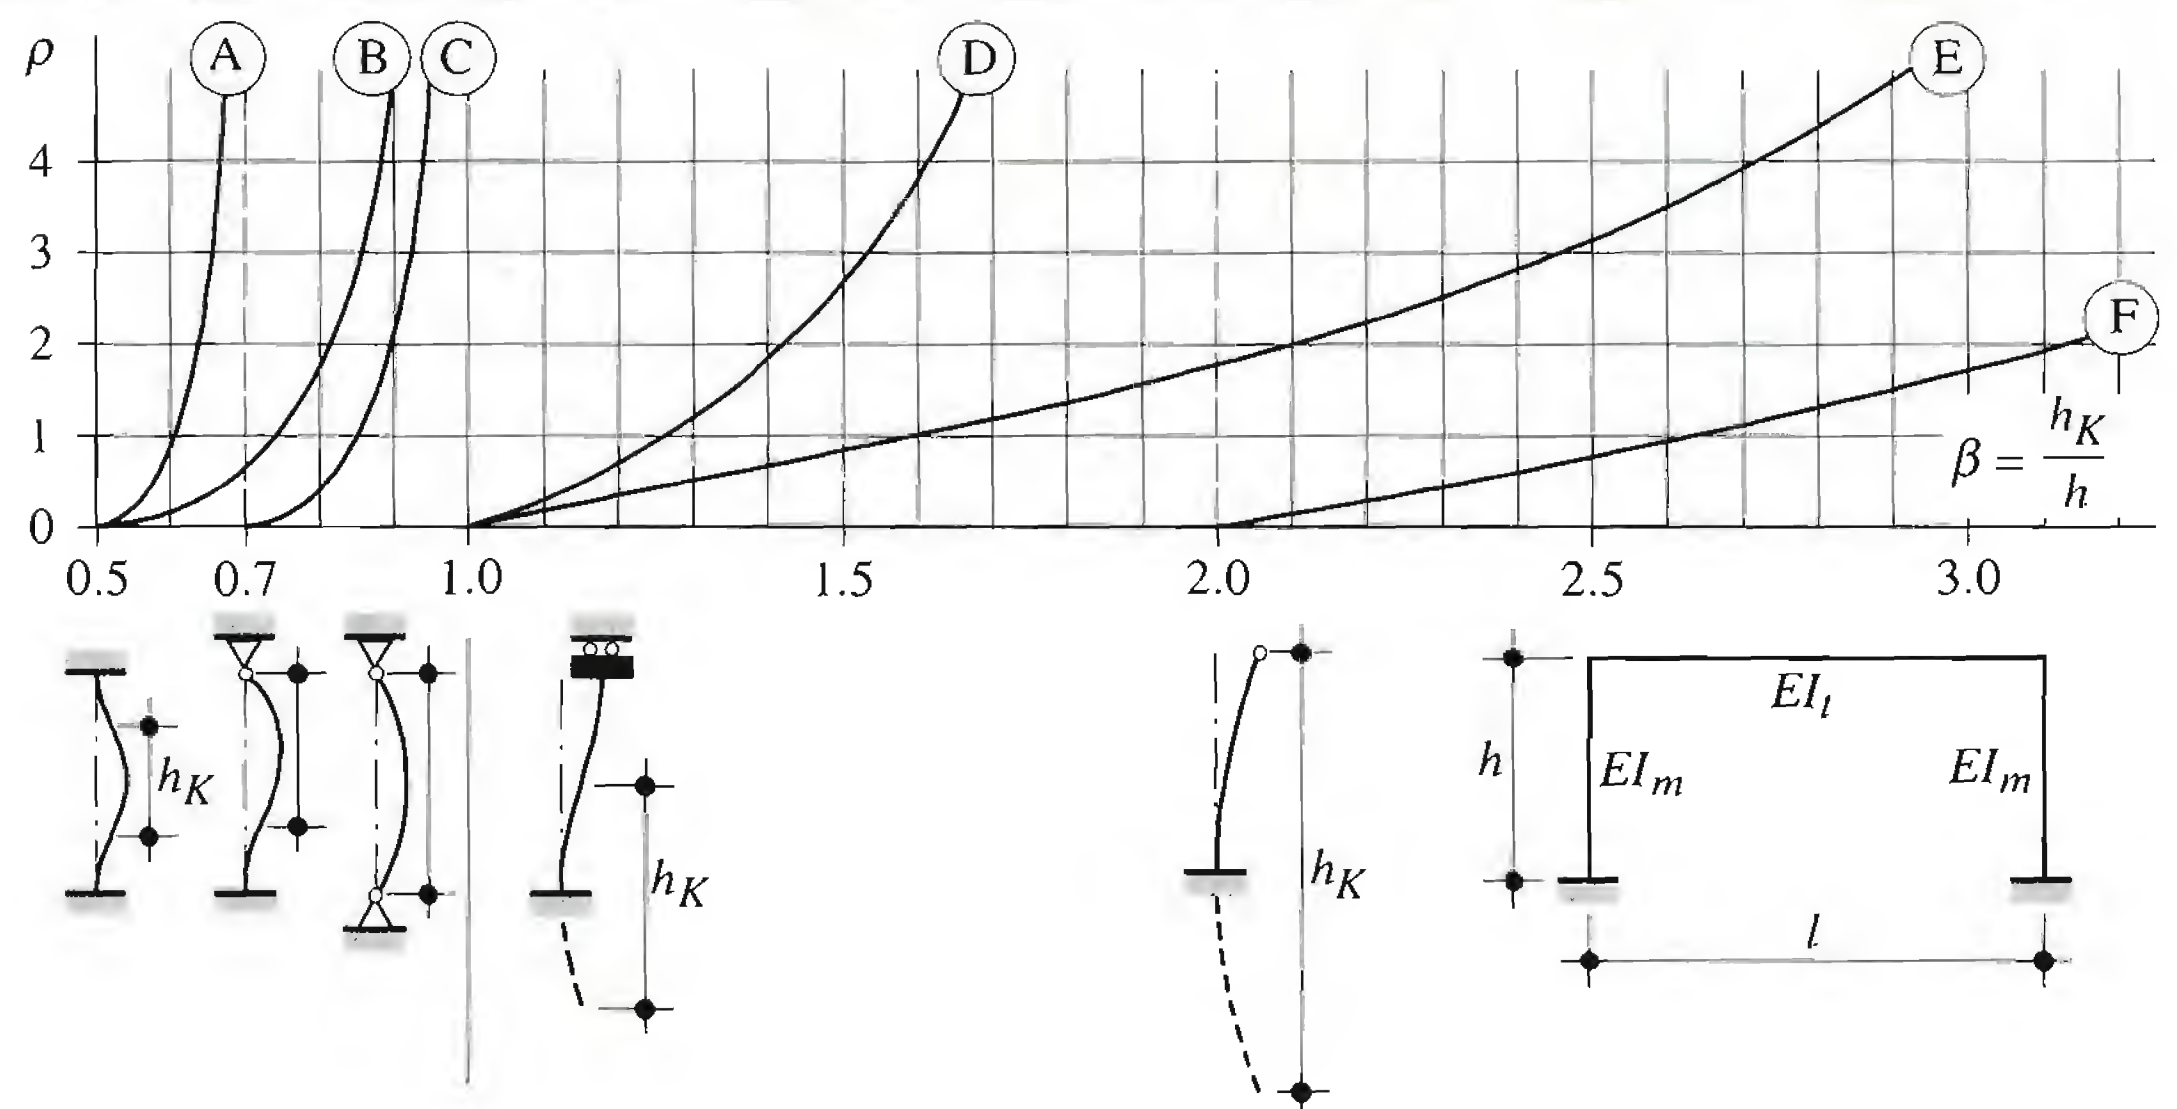 ρ A B C D E
4
3
2 F
1
0 β = h_K / h
0.5 0.7 1.0 1.5 2.0 2.5 3.0
EI_l
h_K h_K h_K h EI_m EI_m
l